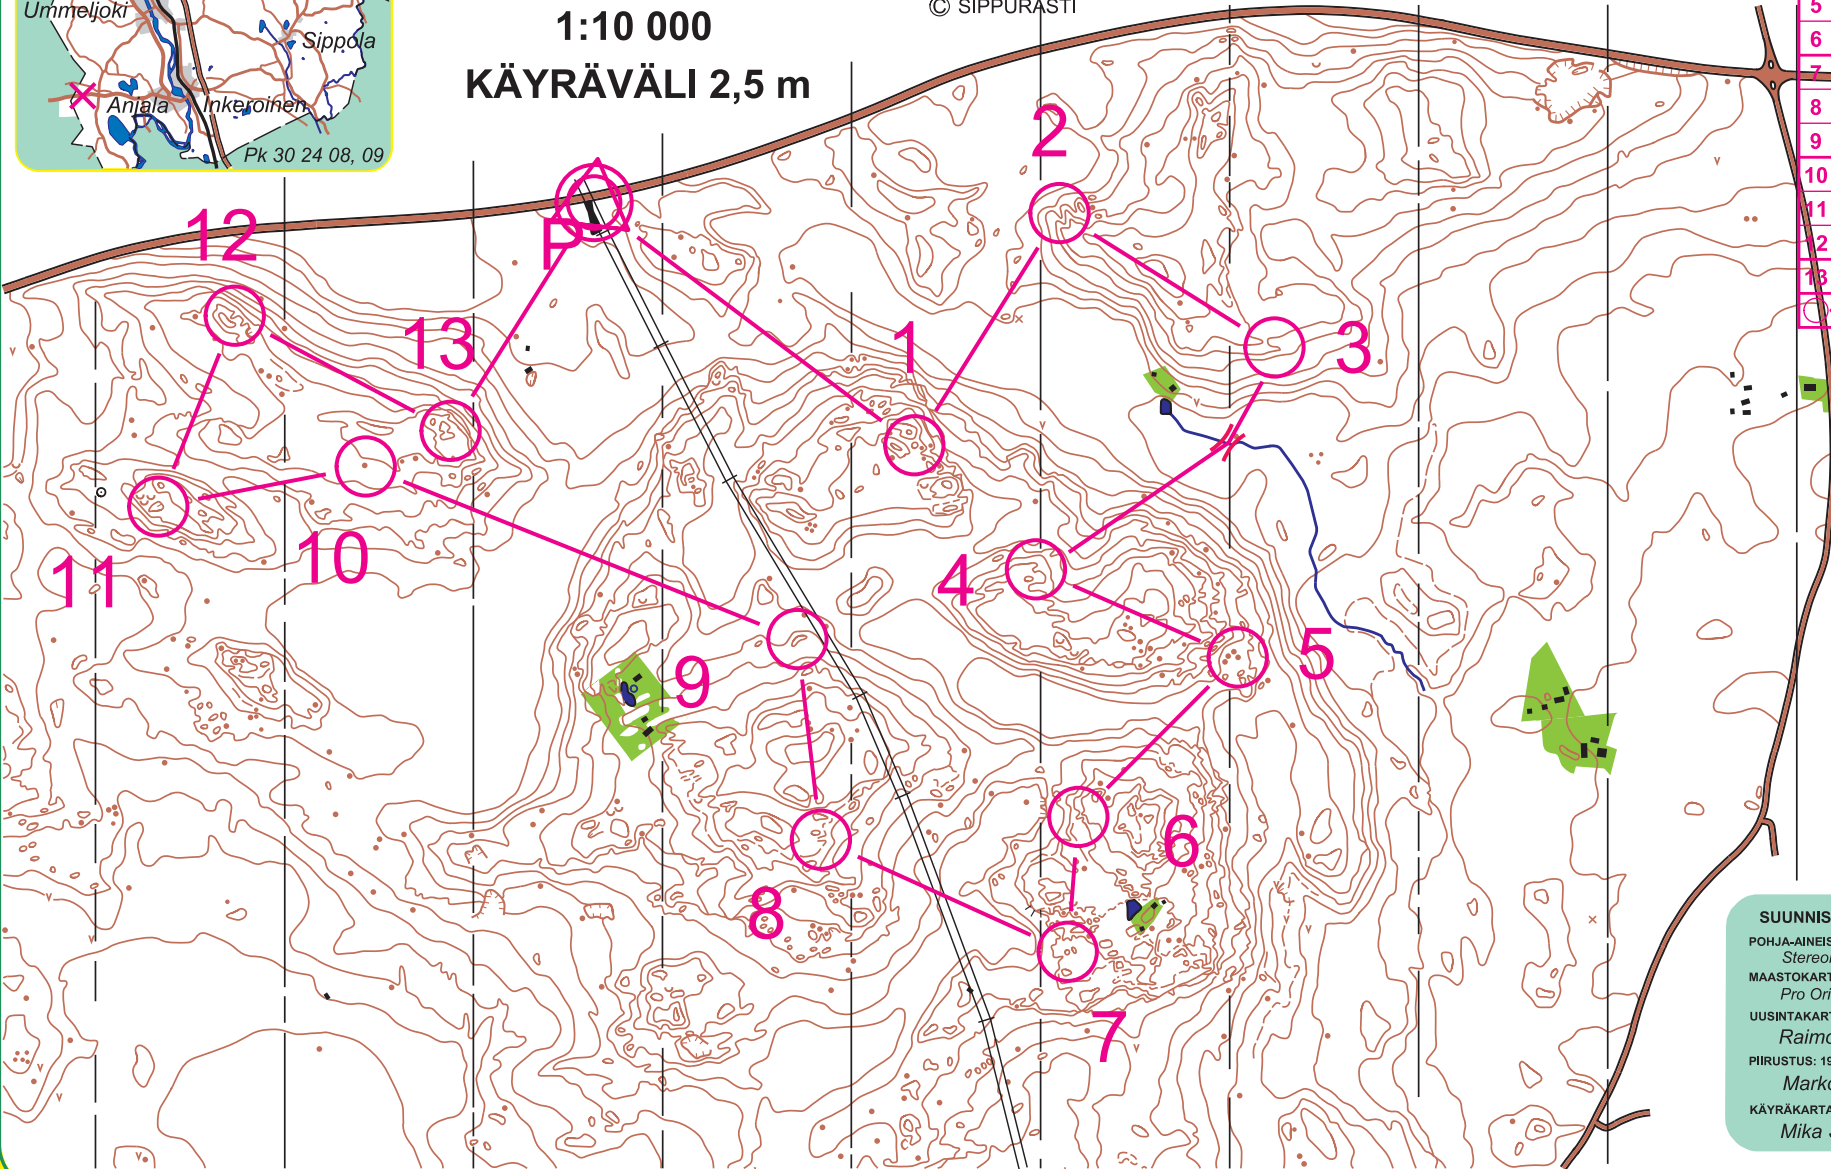 Ummeljoki
Sippola
Anjala
Inkeroinen
Pk 30 24 08, 09
1:10 000
KÄYRÄVÄLI 2,5 m
© SIPPURASTI
5
6
7
8
9
10
11
12
13
P
1
2
3
4
5
6
7
8
9
10
11
12
13
SUUNNIS
POHJA-AINEIS
Stereo
MAASTOKART
Pro Ori
UUSINTAKART
Raimo
PIIRUSTUS: 19
Marko
KÄYRÄKARTA
Mika